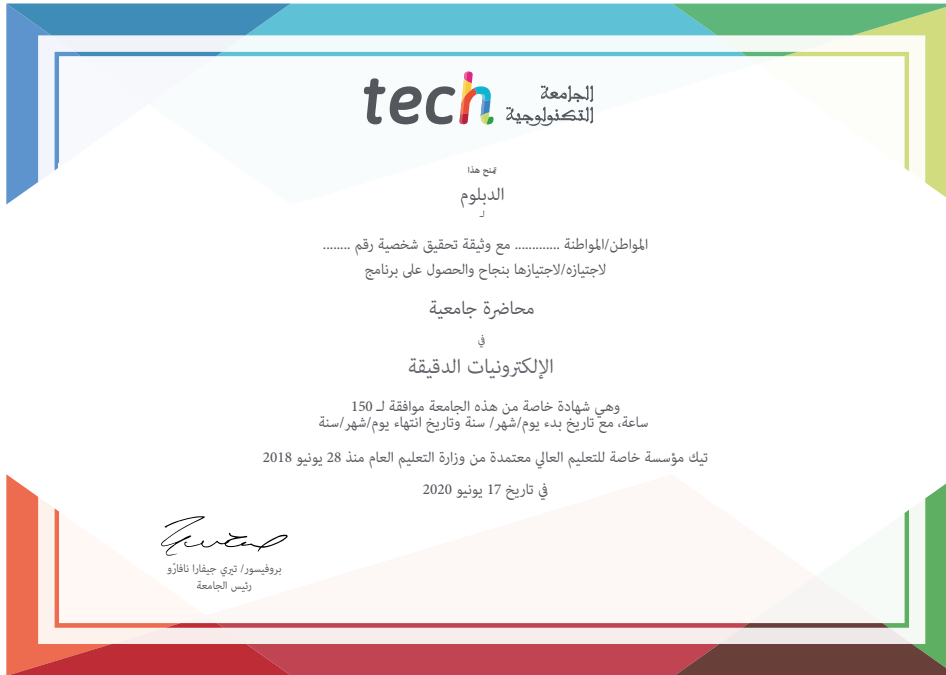 tech الجامعة
التكنولوجية
تمنح هذا
الدبلوم
لـ
المواطن/المواطنة ............ مع وثيقة تحقيق شخصية رقم ........
لاجتيازه/لاجتيازها بنجاح والحصول على برنامج
محاضرة جامعية
في
الإلكترونيات الدقيقة
وهي شهادة خاصة من هذه الجامعة موافقة لـ 150
ساعة، مع تاريخ بدء يوم/شهر/ سنة وتاريخ انتهاء يوم/شهر/سنة
تيك مؤسسة خاصة للتعليم العالي معتمدة من وزارة التعليم العام منذ 28 يونيو 2018
في تاريخ 17 يونيو 2020
بروفيسور/ تيري جيفارا نافارّو
رئيس الجامعة